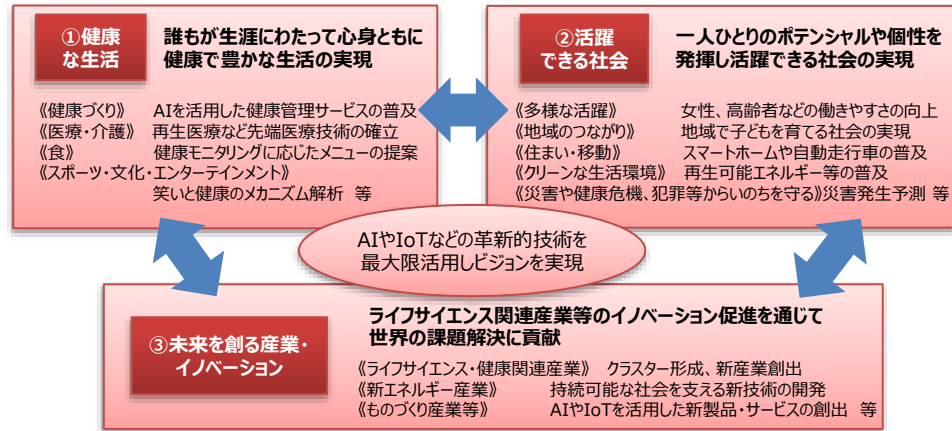 ①健康
な生活
誰もが生涯にわたって心身ともに
健康で豊かな生活の実現
《健康づくり》 AIを活用した健康管理サービスの普及
《医療・介護》 再生医療など先端医療技術の確立
《食》 健康モニタリングに応じたメニューの提案
《スポーツ・文化・エンターテインメント》
笑いと健康のメカニズム解析 等
②活躍
できる社会
一人ひとりのポテンシャルや個性を
発揮し活躍できる社会の実現
《多様な活躍》 女性、高齢者などの働きやすさの向上
《地域のつながり》 地域で子どもを育てる社会の実現
《住まい・移動》 スマートホームや自動走行車の普及
《クリーンな生活環境》 再生可能エネルギー等の普及
《災害や健康危機、犯罪等からいのちを守る》災害発生予測 等
AIやIoTなどの革新的技術を
最大限活用しビジョンを実現
③未来を創る産業・
イノベーション
ライフサイエンス関連産業等のイノベーション促進を通じて
世界の課題解決に貢献
《ライフサイエンス・健康関連産業》 クラスター形成、新産業創出
《新エネルギー産業》 持続可能な社会を支える新技術の開発
《ものづくり産業等》 AIやIoTを活用した新製品・サービスの創出 等